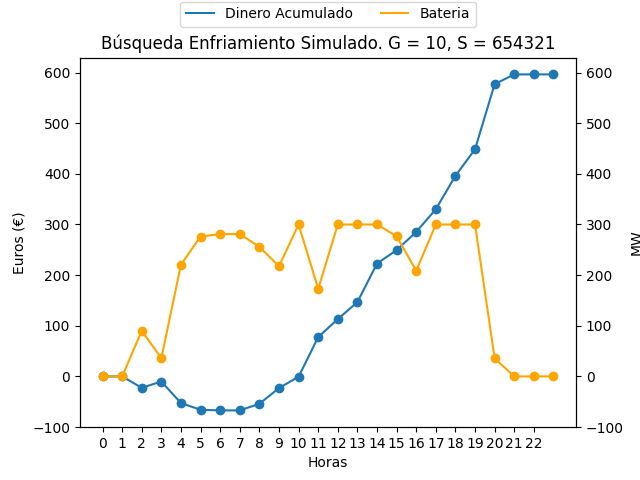 Dinero Acumulado Bateria
Búsqueda Enfriamiento Simulado. G = 10, S = 654321
600 600
500 500
400 400
300 300
200 200
100 100
0 0
−100 −100
Euros (€)
MW
0 1 2 3 4 5 6 7 8 9 10 11 12 13 14 15 16 17 18 19 20 21 22
Horas